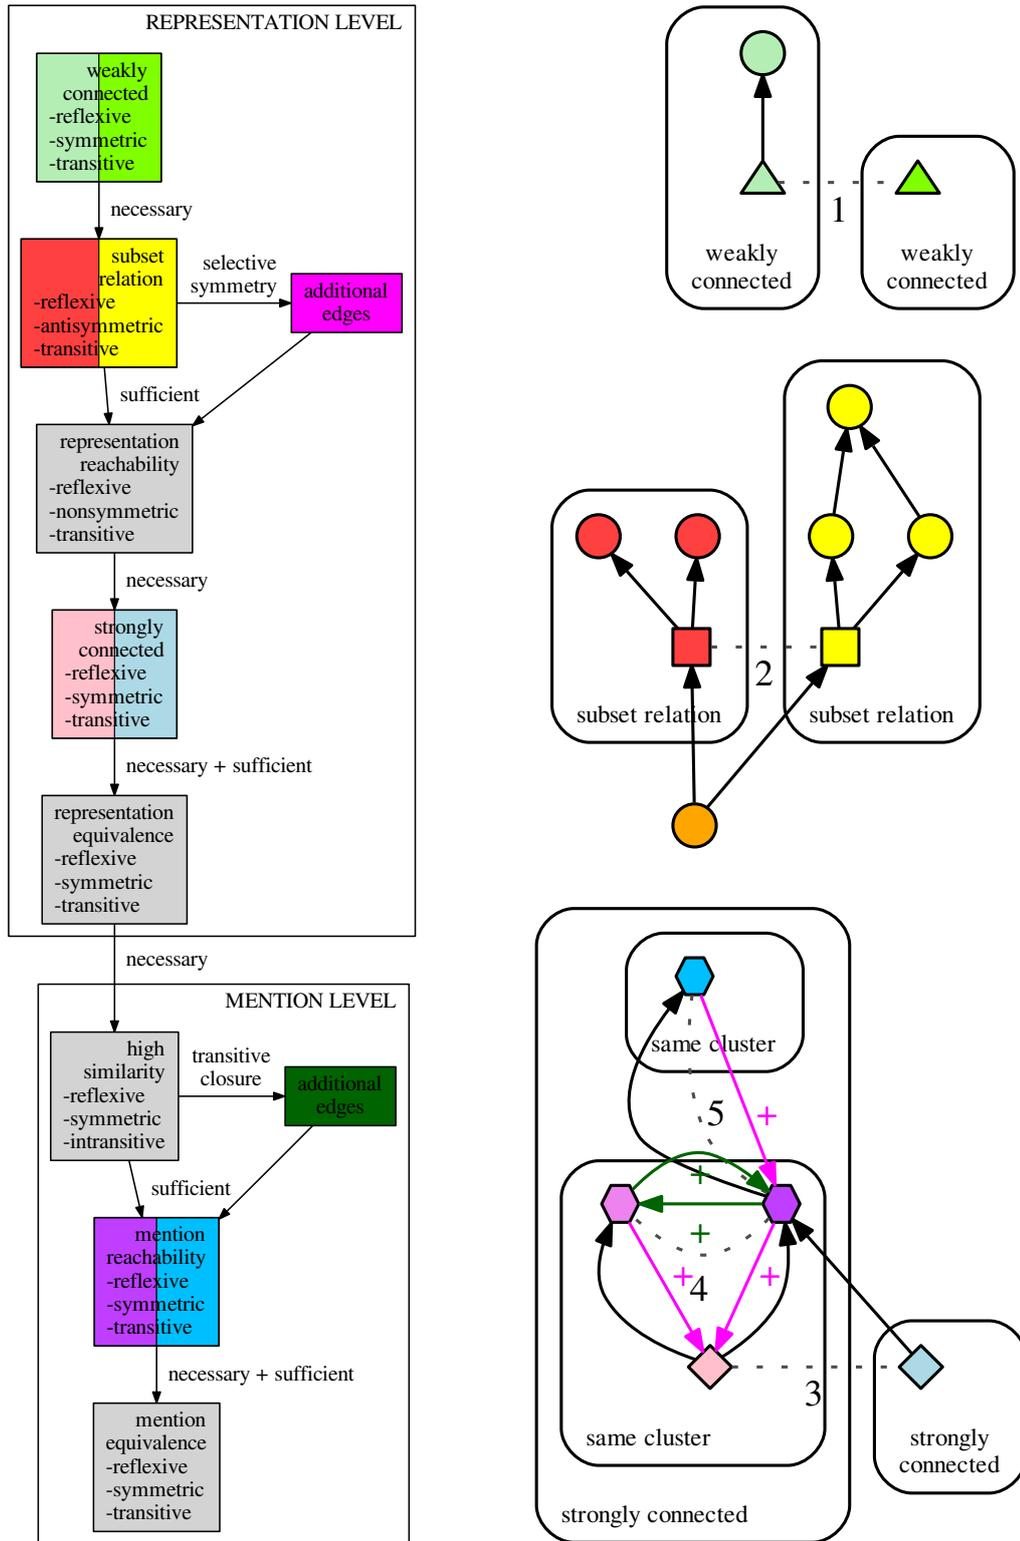 REPRESENTATION LEVEL
weakly
connected
-reflexive
-symmetric
-transitive
necessary
subset
relation
-reflexive
-antisymmetric
-transitive
selective
symmetry
additional
edges
sufficient
representation
reachability
-reflexive
-nonsymmetric
-transitive
necessary
strongly
connected
-reflexive
-symmetric
-transitive
necessary + sufficient
representation
equivalence
-reflexive
-symmetric
-transitive
necessary
MENTION LEVEL
high
similarity
-reflexive
-symmetric
-intransitive
transitive
closure
additional
edges
sufficient
mention
reachability
-reflexive
-symmetric
-transitive
necessary + sufficient
mention
equivalence
-reflexive
-symmetric
-transitive
1
weakly
connected
weakly
connected
2
subset relation
subset relation
same cluster
5
+
+
+
+
+
4
3
same cluster
strongly
connected
strongly connected